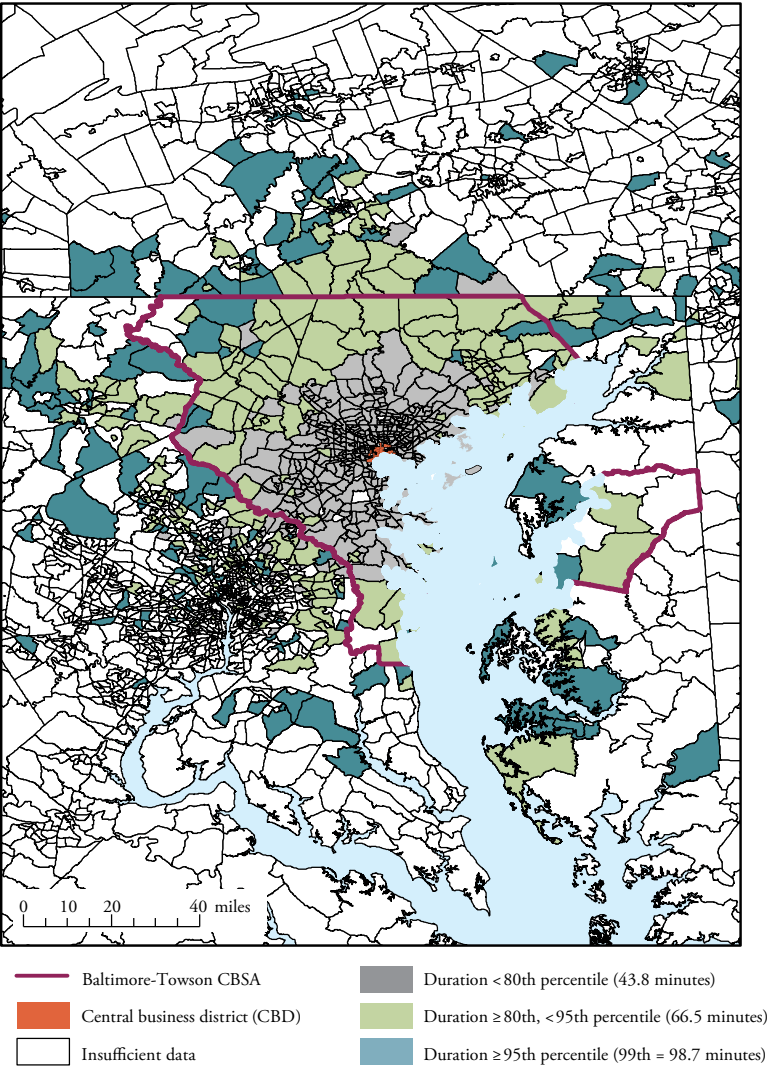 0 10 20 40 miles
Baltimore-Towson CBSA
Central business district (CBD)
Insufficient data
Duration <80th percentile (43.8 minutes)
Duration ≥80th, <95th percentile (66.5 minutes)
Duration ≥95th percentile (99th = 98.7 minutes)